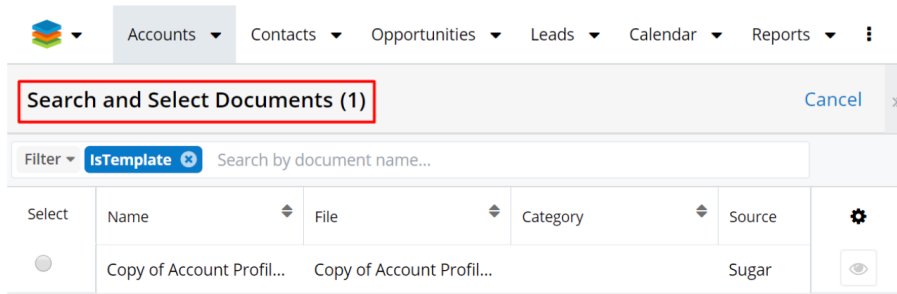 Accounts Contacts Opportunities Leads Calendar Reports
Search and Select Documents (1) Cancel
Filter IsTemplate Search by document name...
Select Name File Category Source
Copy of Account Profil... Copy of Account Profil... Sugar